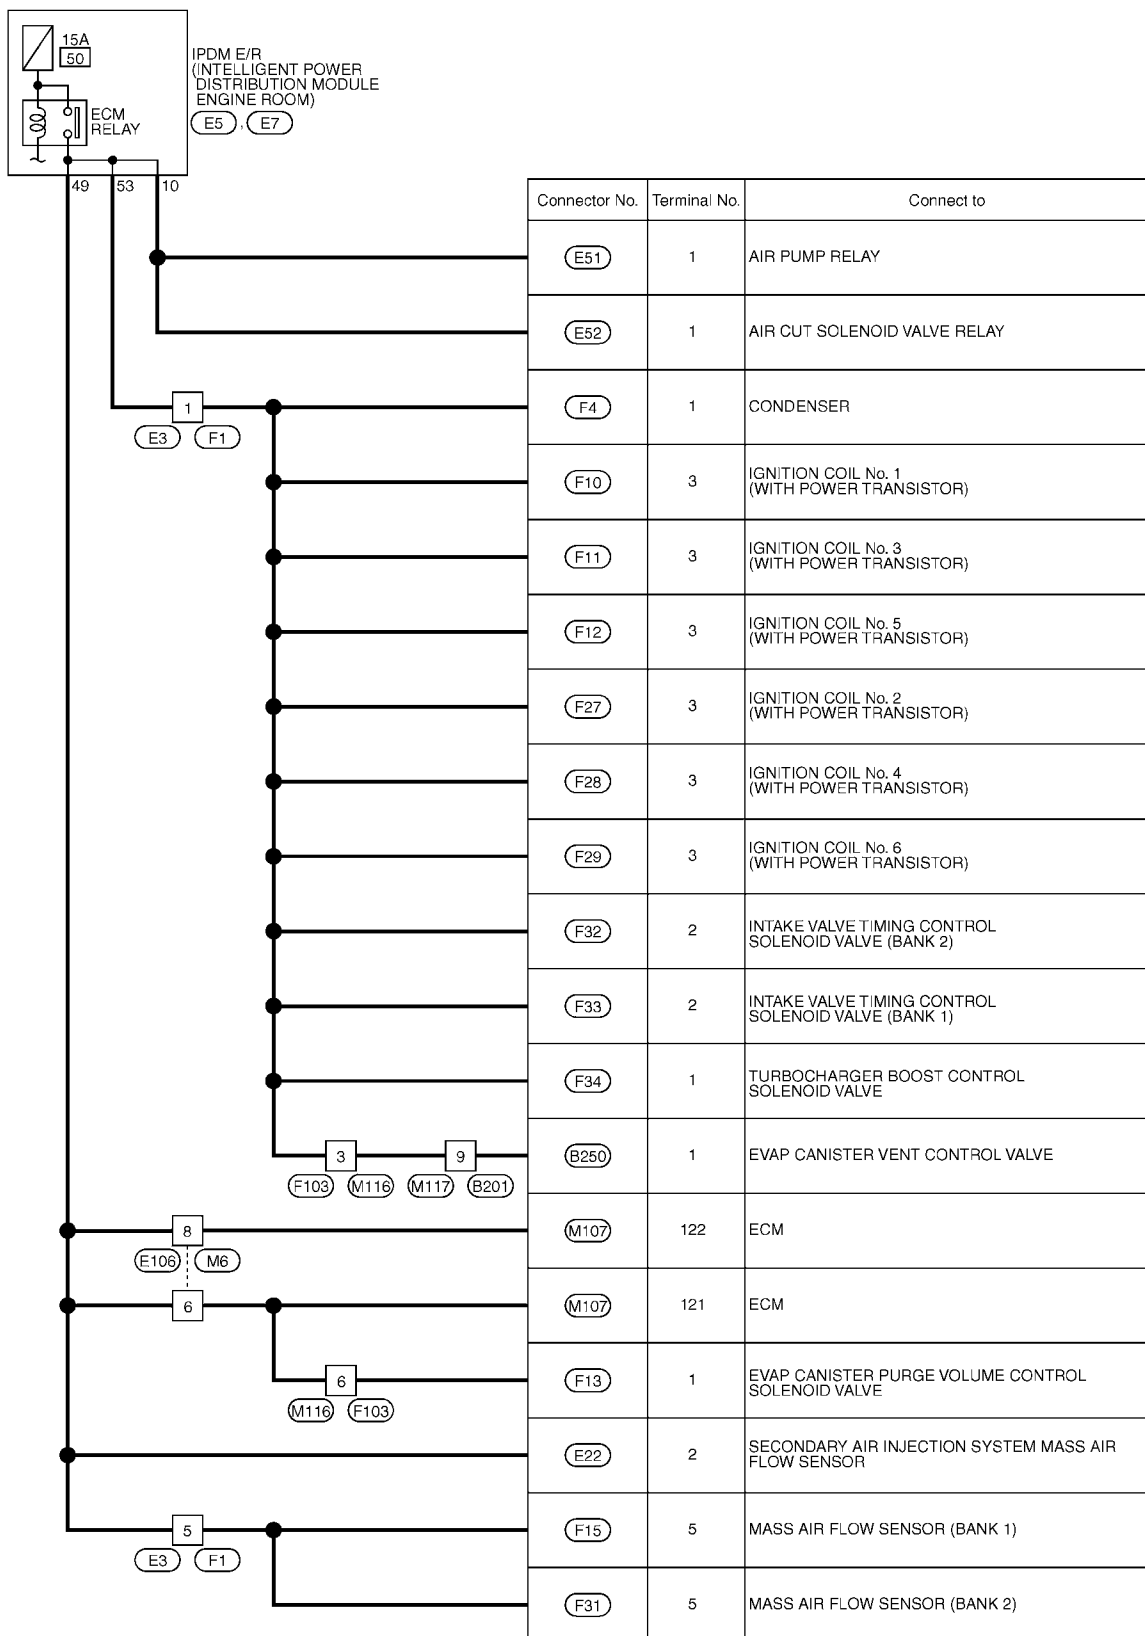 15A
50
IPDM E/R
(INTELLIGENT POWER
DISTRIBUTION MODULE
ENGINE ROOM)
E5 , E7
ECM
RELAY
49 53 10
Connector No. Terminal No. Connect to
E51 1 AIR PUMP RELAY
E52 1 AIR CUT SOLENOID VALVE RELAY
1 F4 1 CONDENSER
E3 F1
F10 3 IGNITION COIL No. 1
(WITH POWER TRANSISTOR)
F11 3 IGNITION COIL No. 3
(WITH POWER TRANSISTOR)
F12 3 IGNITION COIL No. 5
(WITH POWER TRANSISTOR)
F27 3 IGNITION COIL No. 2
(WITH POWER TRANSISTOR)
F28 3 IGNITION COIL No. 4
(WITH POWER TRANSISTOR)
F29 3 IGNITION COIL No. 6
(WITH POWER TRANSISTOR)
F32 2 INTAKE VALVE TIMING CONTROL
SOLENOID VALVE (BANK 2)
F33 2 INTAKE VALVE TIMING CONTROL
SOLENOID VALVE (BANK 1)
F34 1 TURBOCHARGER BOOST CONTROL
SOLENOID VALVE
3 9 B250 1 EVAP CANISTER VENT CONTROL VALVE
F103 M116 M117 B201
8 M107 122 ECM
E106 M6
6 M107 121 ECM
6 F13 1 EVAP CANISTER PURGE VOLUME CONTROL
SOLENOID VALVE
M116 F103
E22 2 SECONDARY AIR INJECTION SYSTEM MASS AIR
FLOW SENSOR
5 F15 5 MASS AIR FLOW SENSOR (BANK 1)
E3 F1
F31 5 MASS AIR FLOW SENSOR (BANK 2)